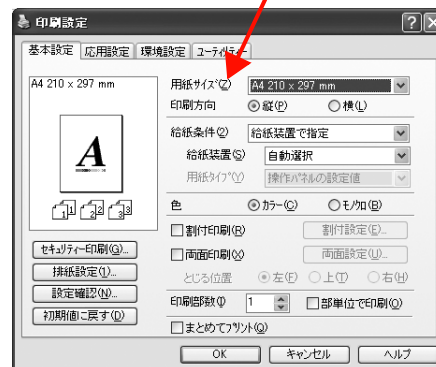 印刷設定
基本設定 応用設定 環境設定 ユーティリティー
A4 210 x 297 mm
用紙サイズ(Z) A4 210 x 297 mm
印刷方向 縦(P) 横(L)
給紙条件(2) 給紙装置で指定
給紙装置(S) 自動選択
用紙タイプ(Y) 操作パネルの設定値
A
1 1 2 2 3 3
色 カラー(C) モノクロ(B)
割付印刷(R) 割付設定(E)...
両面印刷(X) 両面設定(U)...
とじる位置 左(F) 上(T) 右(H)
印刷部数(I) 1 部単位で印刷(O)
まとめてプリント(Q)
セキュリティー印刷(G)...
排紙設定(1)...
設定確認(N)...
初期値に戻す(D)
OK キャンセル ヘルプ